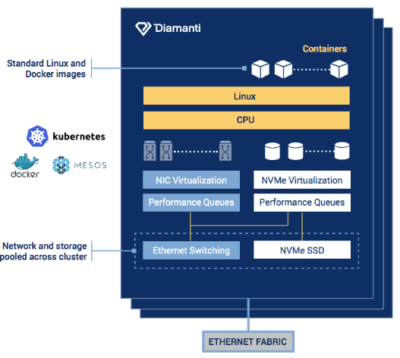 Diamanti
Containers
Standard Linux and
Docker images
Linux
CPU
kubernetes
docker
MESOS
NIC Virtualization
NVMe Virtualization
Performance Queues
Performance Queues
Network and storage
pooled across cluster
Ethernet Switching
NVMe SSD
ETHERNET FABRIC